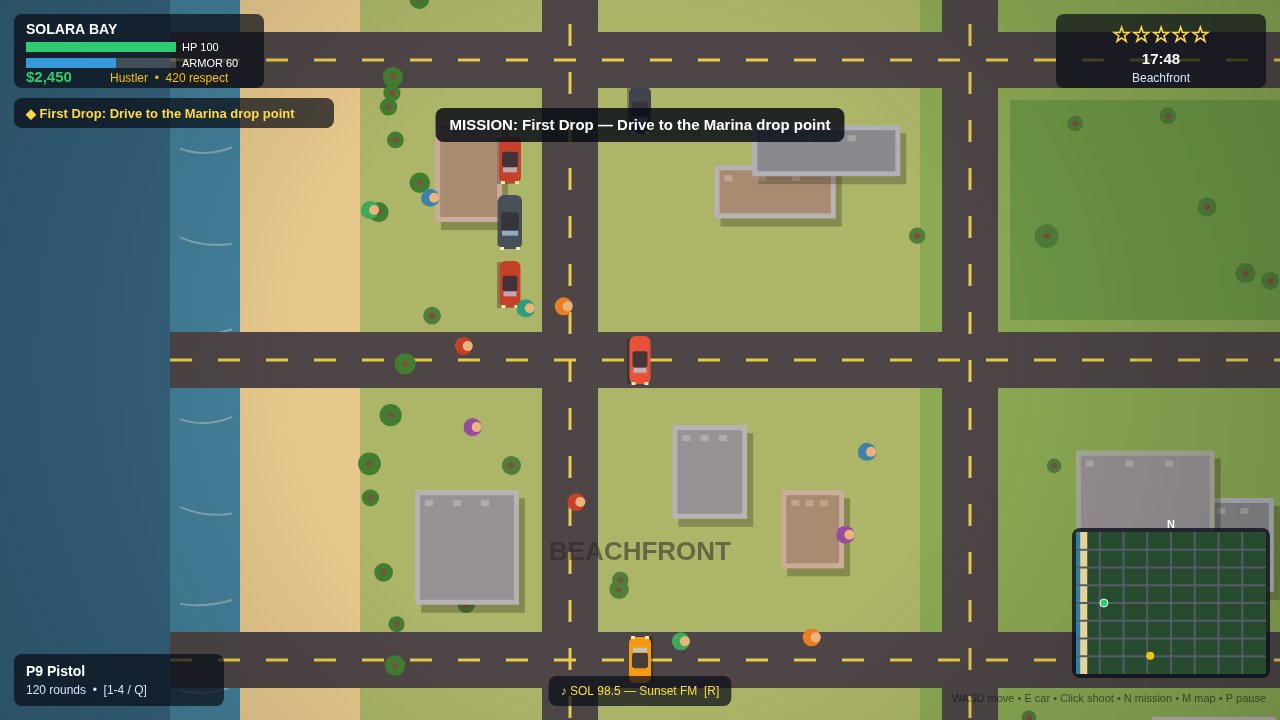 SOLARA BAY
HP 100
ARMOR 60
$2,450 Hustler • 420 respect
☆☆☆☆☆
17:48
Beachfront
◆ First Drop: Drive to the Marina drop point
MISSION: First Drop — Drive to the Marina drop point
BEACHFRONT
N
P9 Pistol
120 rounds • [1-4 / Q]
♪ SOL 98.5 — Sunset FM [R]
WASD move • E car • Click shoot • N mission • M map • P pause